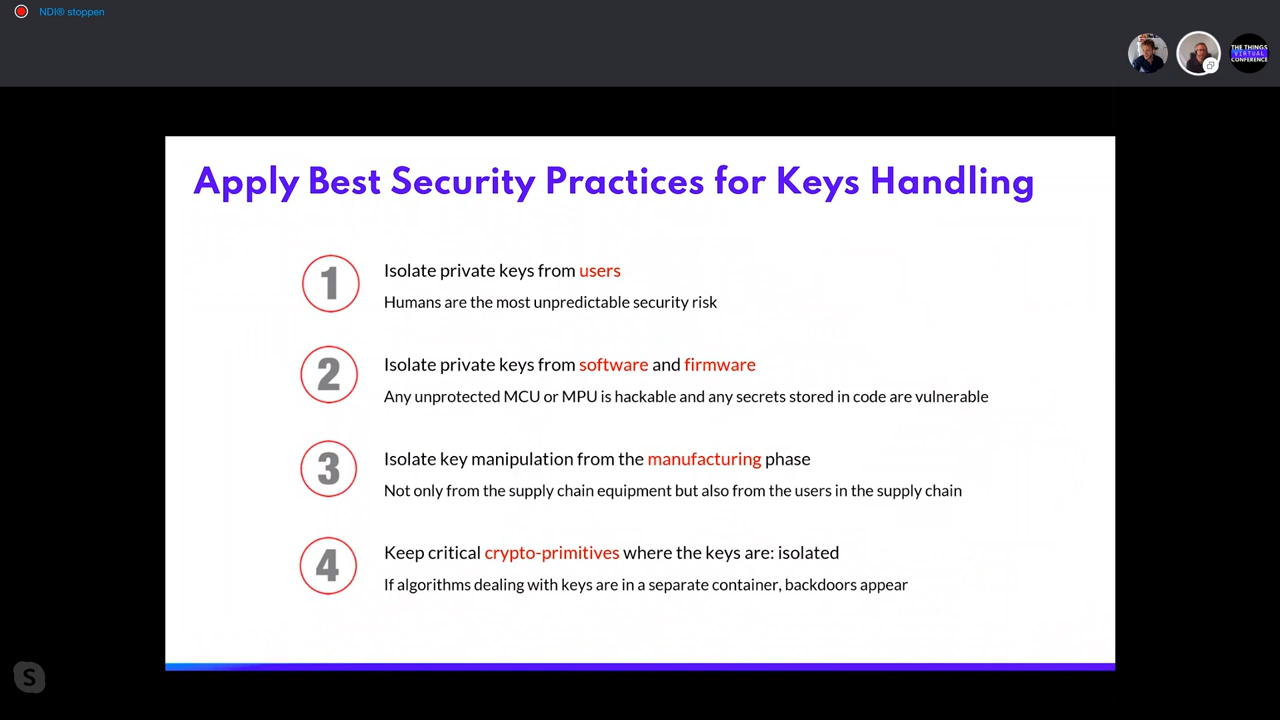 NDI® stoppen
THE THINGS
VIRTUAL
CONFERENCE
Apply Best Security Practices for Keys Handling
1
Isolate private keys from users
Humans are the most unpredictable security risk
2
Isolate private keys from software and firmware
Any unprotected MCU or MPU is hackable and any secrets stored in code are vulnerable
3
Isolate key manipulation from the manufacturing phase
Not only from the supply chain equipment but also from the users in the supply chain
4
Keep critical crypto-primitives where the keys are: isolated
If algorithms dealing with keys are in a separate container, backdoors appear
S